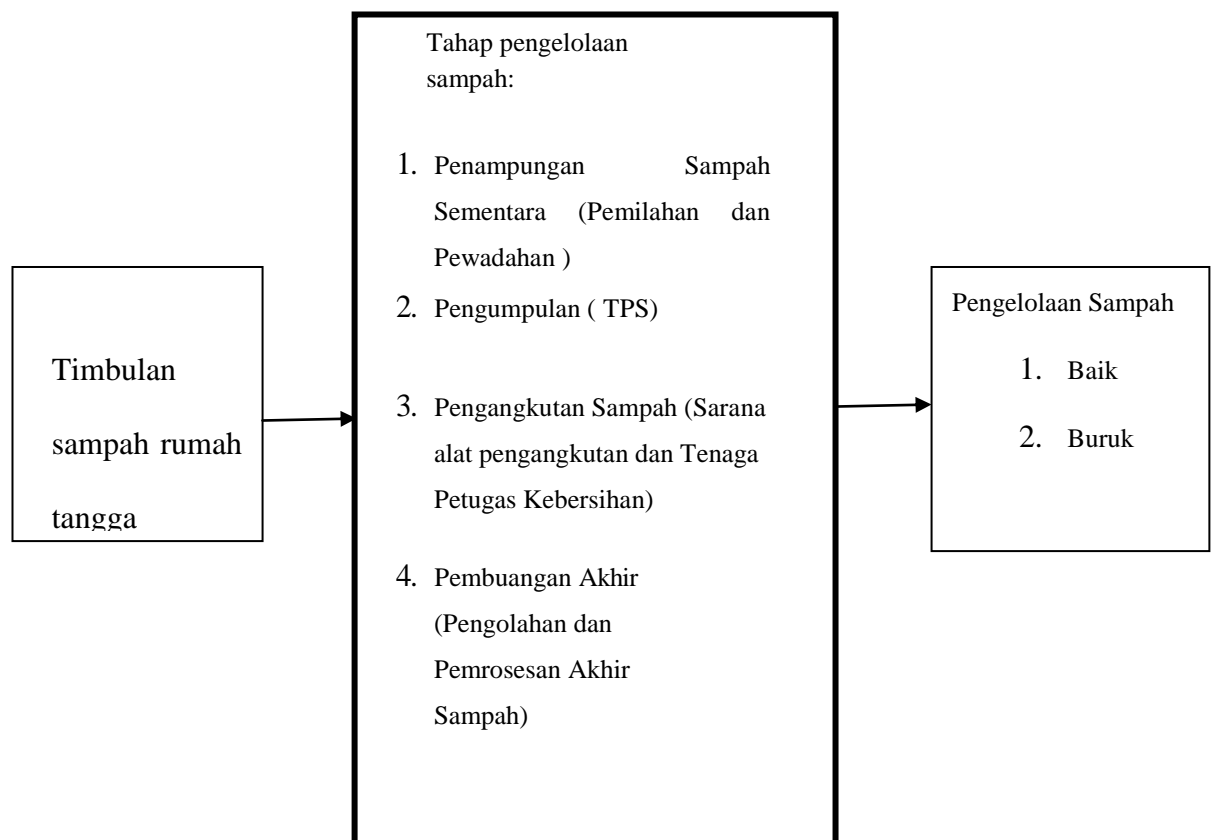 Timbulan
sampah rumah
tangga
Tahap pengelolaan
sampah:
1. Penampungan Sampah
Sementara (Pemilahan dan
Pewadahan )
2. Pengumpulan ( TPS)
3. Pengangkutan Sampah (Sarana
alat pengangkutan dan Tenaga
Petugas Kebersihan)
4. Pembuangan Akhir
(Pengolahan dan
Pemrosesan Akhir
Sampah)
Pengelolaan Sampah
1. Baik
2. Buruk